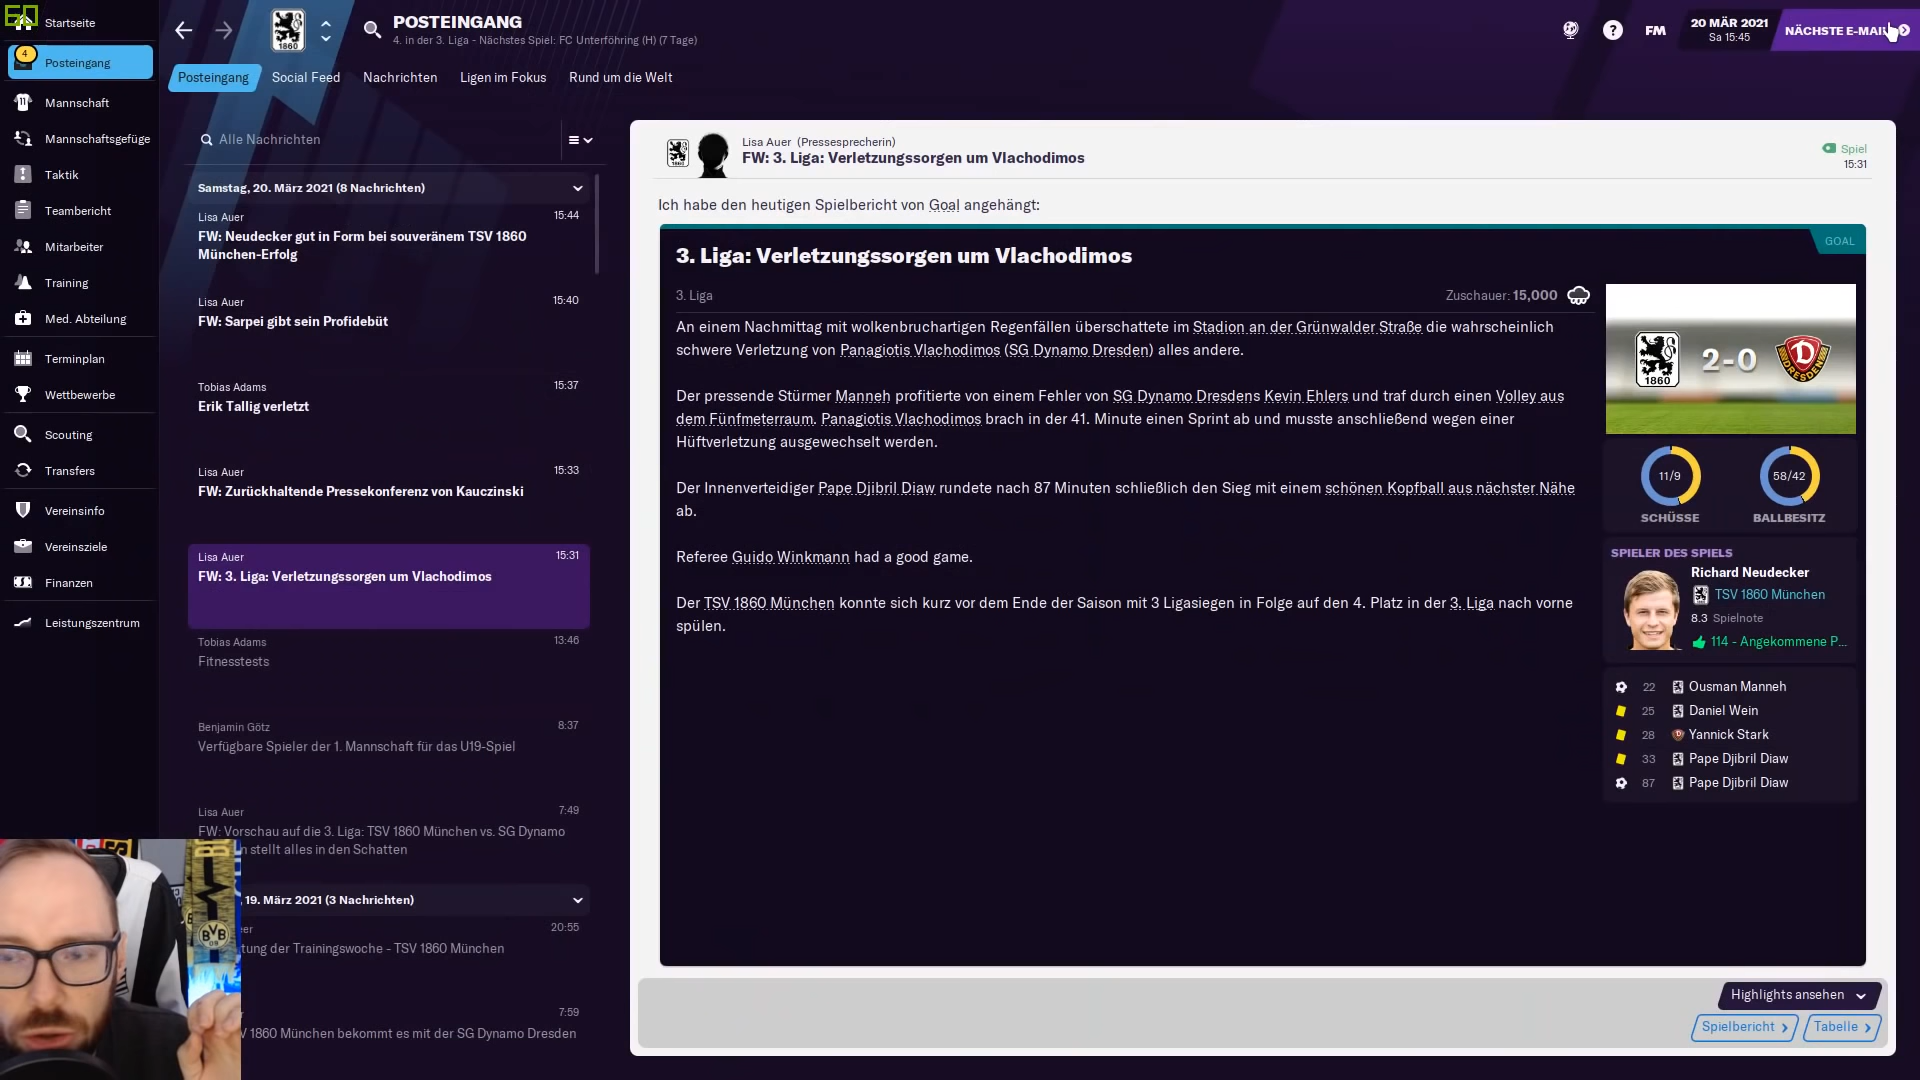 60
Startseite
4
Posteingang
Mannschaft
Mannschaftsgefüge
Taktik
Teambericht
Mitarbeiter
Training
Med. Abteilung
Terminplan
Wettbewerbe
Scouting
Transfers
Vereinsinfo
Vereinsziele
Finanzen
Leistungszentrum
1860
POSTEINGANG
4. in der 3. Liga - Nächstes Spiel: FC Unterföhring (H) (7 Tage)
?
FM
20 MÄR 2021
Sa 15:45
NÄCHSTE E-MAIL
Posteingang
Social Feed
Nachrichten
Ligen im Fokus
Rund um die Welt
Alle Nachrichten
Samstag, 20. März 2021 (8 Nachrichten)
Lisa Auer
15:44
FW: Neudecker gut in Form bei souveränem TSV 1860
München-Erfolg
Lisa Auer
15:40
FW: Sarpei gibt sein Profidebüt
Tobias Adams
15:37
Erik Tallig verletzt
Lisa Auer
15:33
FW: Zurückhaltende Pressekonferenz von Kauczinski
Lisa Auer
15:31
FW: 3. Liga: Verletzungssorgen um Vlachodimos
Tobias Adams
13:46
Fitnesstests
Benjamin Götz
8:37
Verfügbare Spieler der 1. Mannschaft für das U19-Spiel
Lisa Auer
7:49
FW: Vorschau auf die 3. Liga: TSV 1860 München vs. SG Dynamo
stellt alles in den Schatten
19. März 2021 (3 Nachrichten)
20:55
der Trainingswoche - TSV 1860 München
7:59
1860 München bekommt es mit der SG Dynamo Dresden
BVB
09
Lisa Auer (Pressesprecherin)
FW: 3. Liga: Verletzungssorgen um Vlachodimos
Spiel
15:31
Ich habe den heutigen Spielbericht von Goal angehängt:
GOAL
3. Liga: Verletzungssorgen um Vlachodimos
3. Liga
Zuschauer: 15,000
An einem Nachmittag mit wolkenbruchartigen Regenfällen überschattete im Stadion an der Grünwalder Straße die wahrscheinlich
schwere Verletzung von Panagiotis Vlachodimos (SG Dynamo Dresden) alles andere.
Der pressende Stürmer Manneh profitierte von einem Fehler von SG Dynamo Dresdens Kevin Ehlers und traf durch einen Volley aus
dem Fünfmeterraum. Panagiotis Vlachodimos brach in der 41. Minute einen Sprint ab und musste anschließend wegen einer
Hüftverletzung ausgewechselt werden.
Der Innenverteidiger Pape Djibril Diaw rundete nach 87 Minuten schließlich den Sieg mit einem schönen Kopfball aus nächster Nähe
ab.
Referee Guido Winkmann had a good game.
Der TSV 1860 München konnte sich kurz vor dem Ende der Saison mit 3 Ligasiegen in Folge auf den 4. Platz in der 3. Liga nach vorne
spülen.
1860
2-0
D
DRESDEN
11/9
SCHÜSSE
58/42
BALLBESITZ
SPIELER DES SPIELS
Richard Neudecker
TSV 1860 München
8.3 Spielnote
114 - Angekommene P...
22 Ousman Manneh
25 Daniel Wein
28 Yannick Stark
33 Pape Djibril Diaw
87 Pape Djibril Diaw
Highlights ansehen
Spielbericht
Tabelle